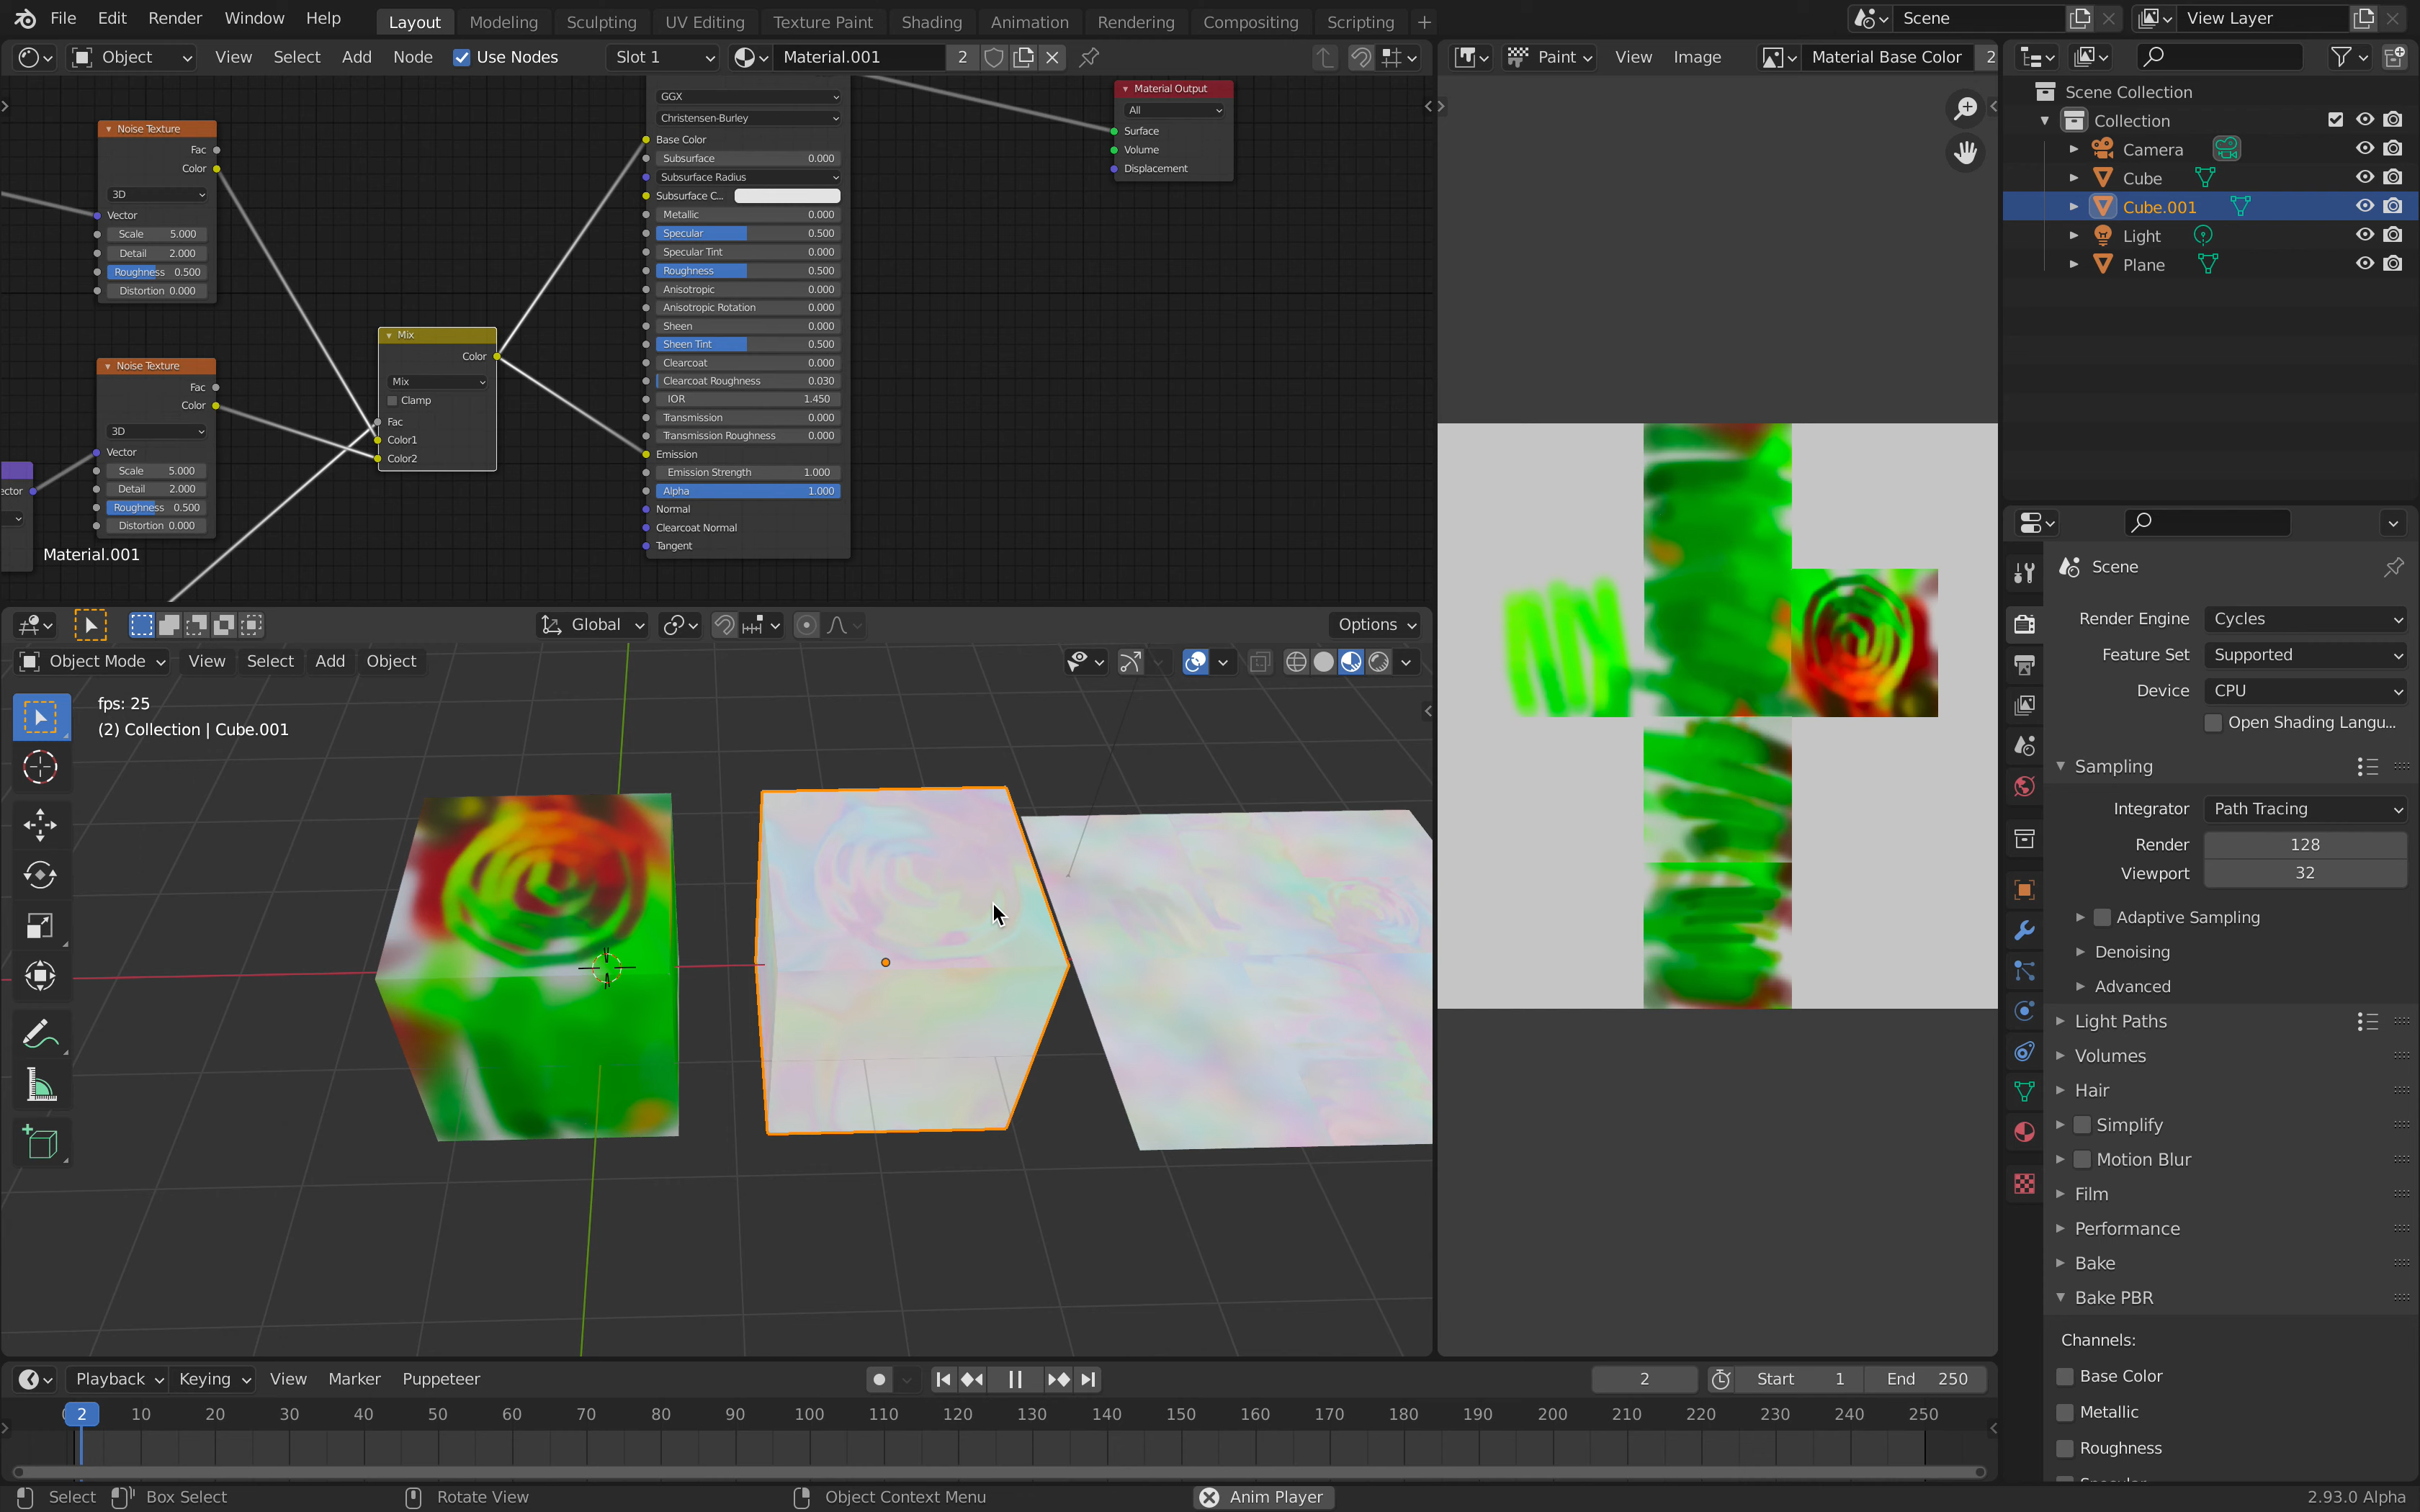 File Edit Render Window Help Layout Modeling Sculpting UV Editing Texture Paint Shading Animation Rendering Compositing Scripting + Scene View Layer
Object View Select Add Node Use Nodes Slot 1 Material.001 2 Paint View Image Material Base Color 2
Noise Texture
Fac
Color
3D
Vector
Scale 5.000
Detail 2.000
Roughness 0.500
Distortion 0.000
Noise Texture
Fac
Color
3D
Vector
Scale 5.000
Detail 2.000
Roughness 0.500
Distortion 0.000
ector
Material.001
Mix
Color
Mix
Clamp
Fac
Color1
Color2
GGX
Christensen-Burley
Base Color
Subsurface 0.000
Subsurface Radius
Subsurface C...
Metallic 0.000
Specular 0.500
Specular Tint 0.000
Roughness 0.500
Anisotropic 0.000
Anisotropic Rotation 0.000
Sheen 0.000
Sheen Tint 0.500
Clearcoat 0.000
Clearcoat Roughness 0.030
IOR 1.450
Transmission 0.000
Transmission Roughness 0.000
Emission
Emission Strength 1.000
Alpha 1.000
Normal
Clearcoat Normal
Tangent
Material Output
All
Surface
Volume
Displacement
Scene Collection
Collection
Camera
Cube
Cube.001
Light
Plane
Global Options
Object Mode View Select Add Object
fps: 25
(2) Collection | Cube.001
Scene
Render Engine Cycles
Feature Set Supported
Device CPU
Open Shading Langu...
Sampling
Integrator Path Tracing
Render 128
Viewport 32
Adaptive Sampling
Denoising
Advanced
Light Paths
Volumes
Hair
Simplify
Motion Blur
Film
Performance
Bake
Bake PBR
Channels:
Base Color
Metallic
Roughness
Playback Keying View Marker Puppeteer 2 Start 1 End 250
2 10 20 30 40 50 60 70 80 90 100 110 120 130 140 150 160 170 180 190 200 210 220 230 240 250
Select Box Select Rotate View Object Context Menu Anim Player 2.93.0 Alpha